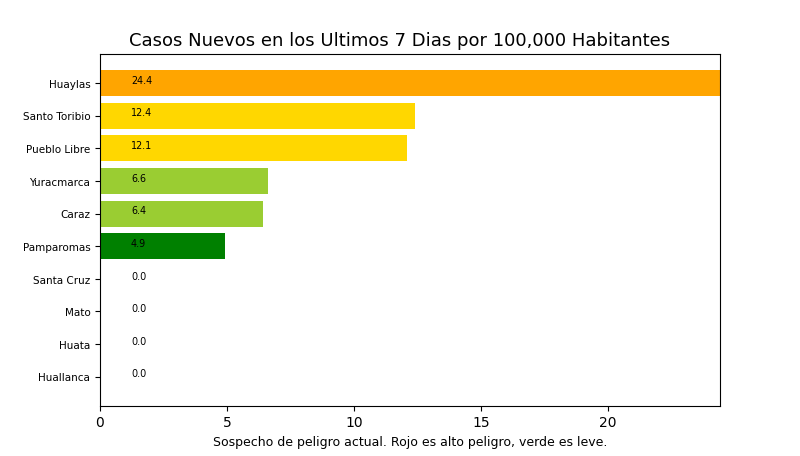 Casos Nuevos en los Ultimos 7 Dias por 100,000 Habitantes
Huaylas 24.4
Santo Toribio 12.4
Pueblo Libre 12.1
Yuracmarca 6.6
Caraz 6.4
Pamparomas 4.9
Santa Cruz 0.0
Mato 0.0
Huata 0.0
Huallanca 0.0
0 5 10 15 20
Sospecho de peligro actual. Rojo es alto peligro, verde es leve.